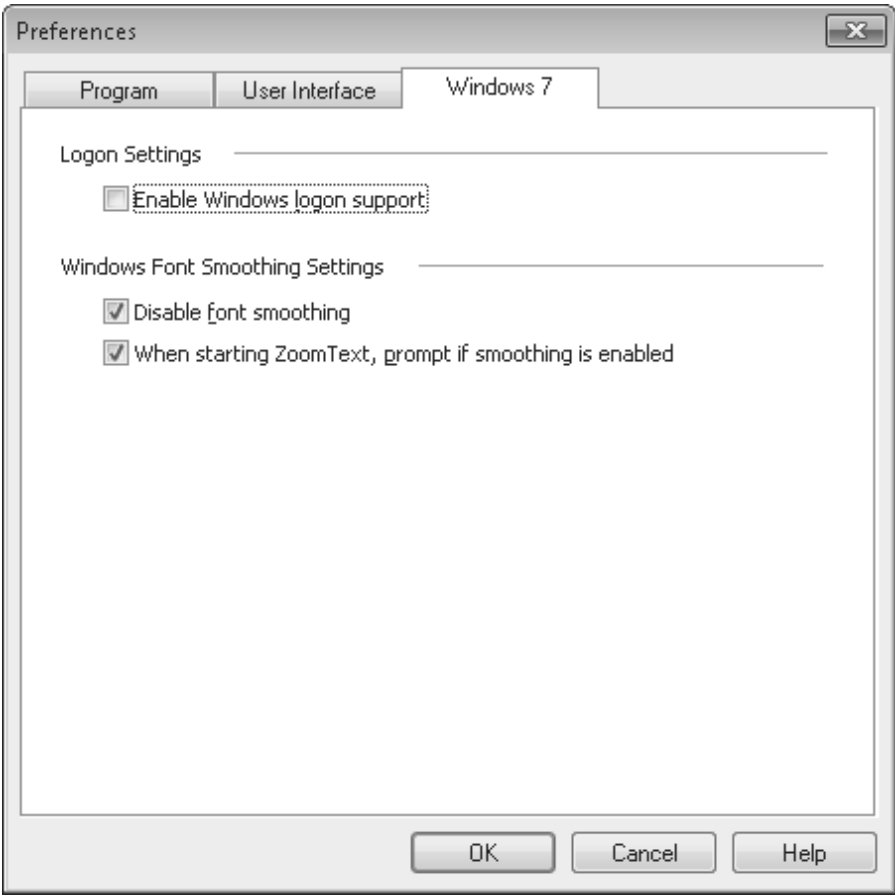 Preferences
Program
User Interface
Windows 7
Logon Settings
Enable Windows logon support
Windows Font Smoothing Settings
Disable font smoothing
When starting ZoomText, prompt if smoothing is enabled
OK
Cancel
Help